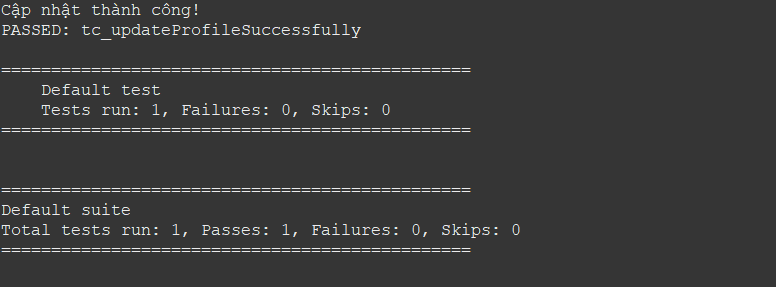 Cập nhật thành công!
PASSED: tc_updateProfileSuccessfully
===============================================
    Default test
    Tests run: 1, Failures: 0, Skips: 0
===============================================
===============================================
Default suite
Total tests run: 1, Passes: 1, Failures: 0, Skips: 0
===============================================